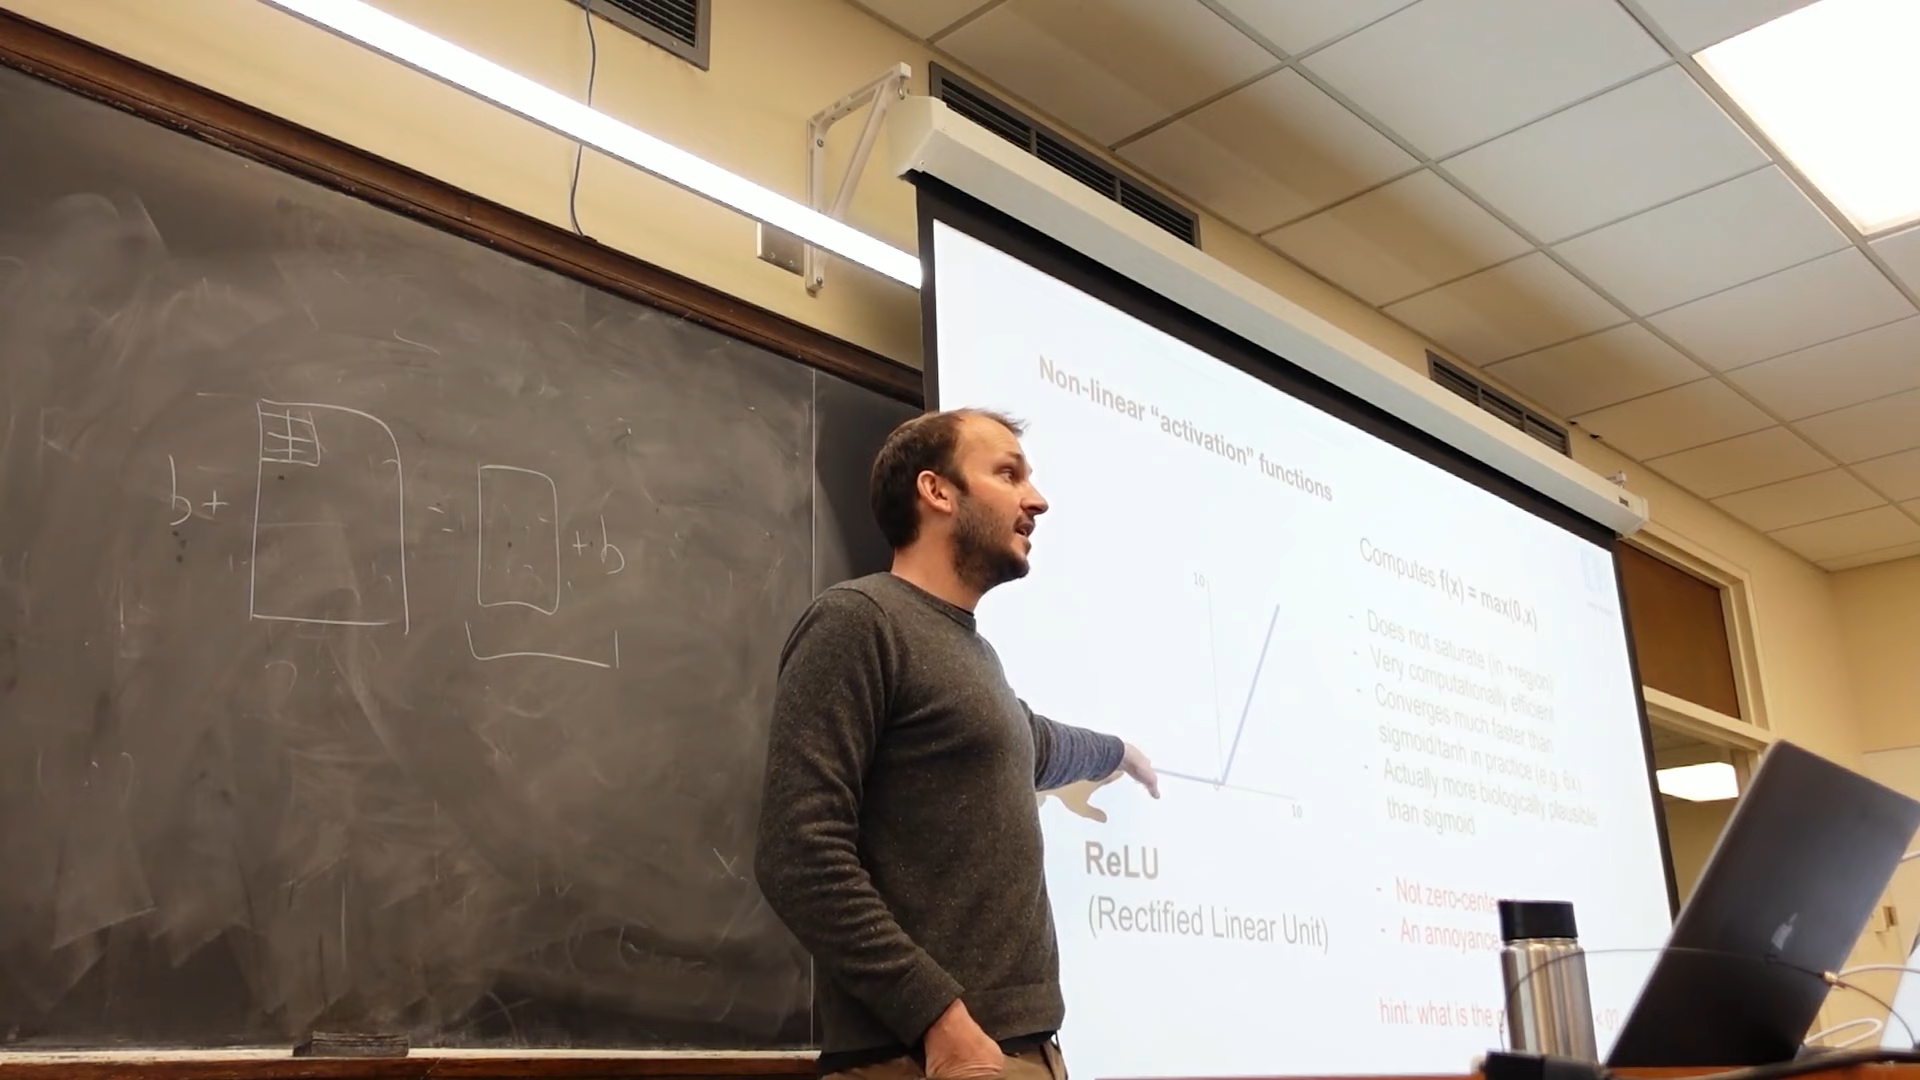 b+
=
+b
Non-linear “activation” functions
10
0
10
ReLU
(Rectified Linear Unit)
Computes f(x) = max(0,x)
- Does not saturate (in +region)
- Very computationally efficient
- Converges much faster than
sigmoid/tanh in practice (e.g. 6x)
- Actually more biologically plausible
than sigmoid
- Not zero-cente
- An annoyance
hint: what is the